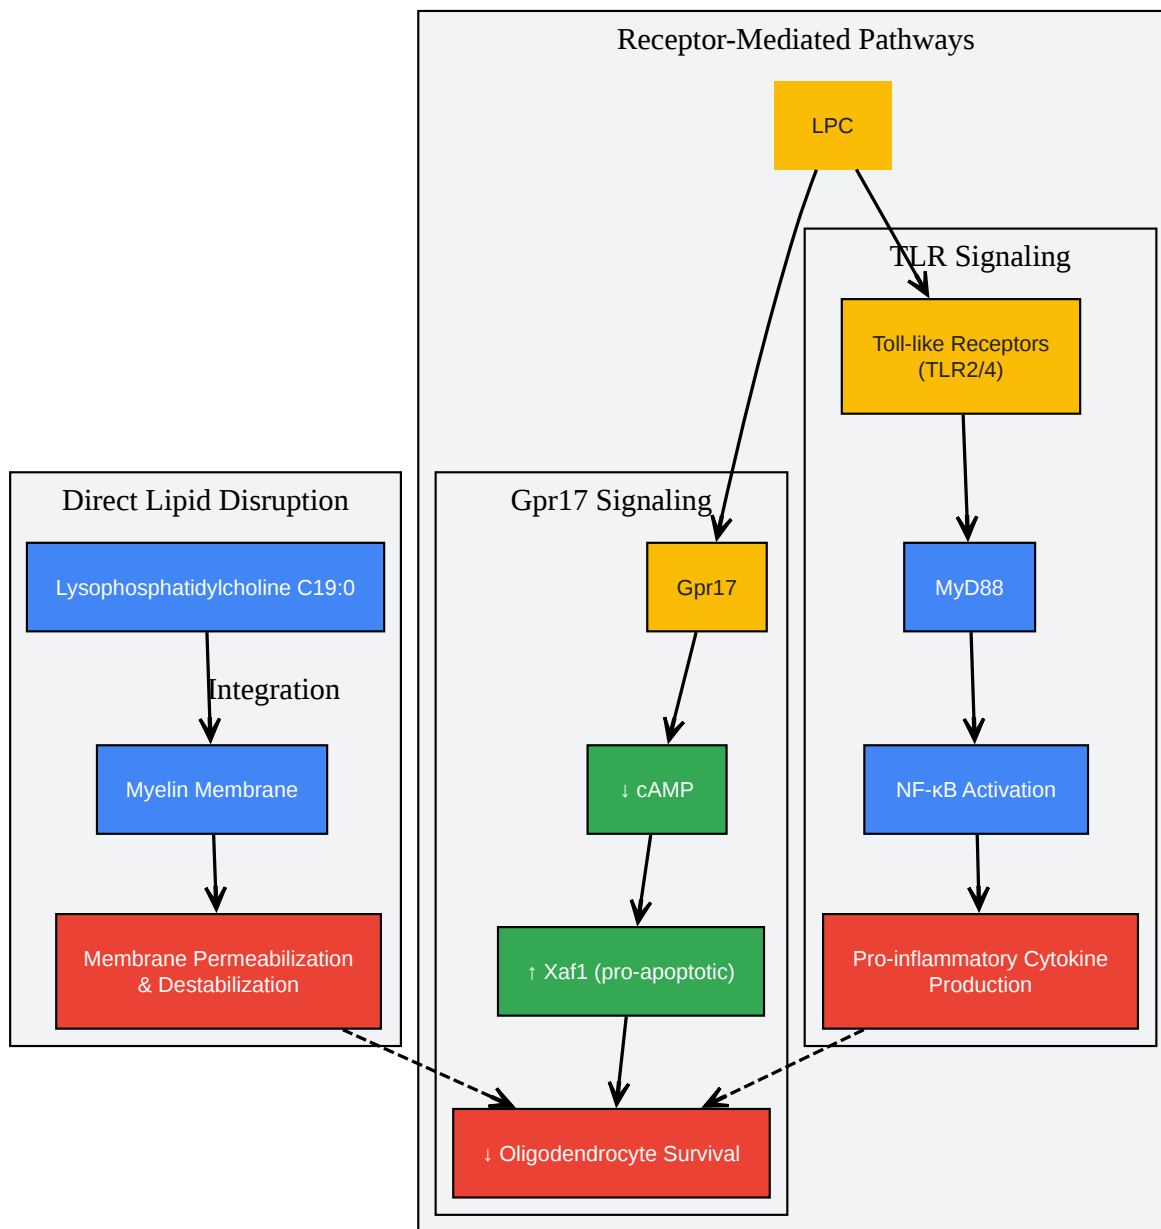 Receptor-Mediated Pathways
LPC
TLR Signaling
Toll-like Receptors
(TLR2/4)
Direct Lipid Disruption
Gpr17 Signaling
Lysophosphatidylcholine C19:0
Gpr17
MyD88
Integration
Myelin Membrane
↓ cAMP
NF-κB Activation
Membrane Permeabilization
& Destabilization
↑ Xaf1 (pro-apoptotic)
Pro-inflammatory Cytokine
Production
↓ Oligodendrocyte Survival